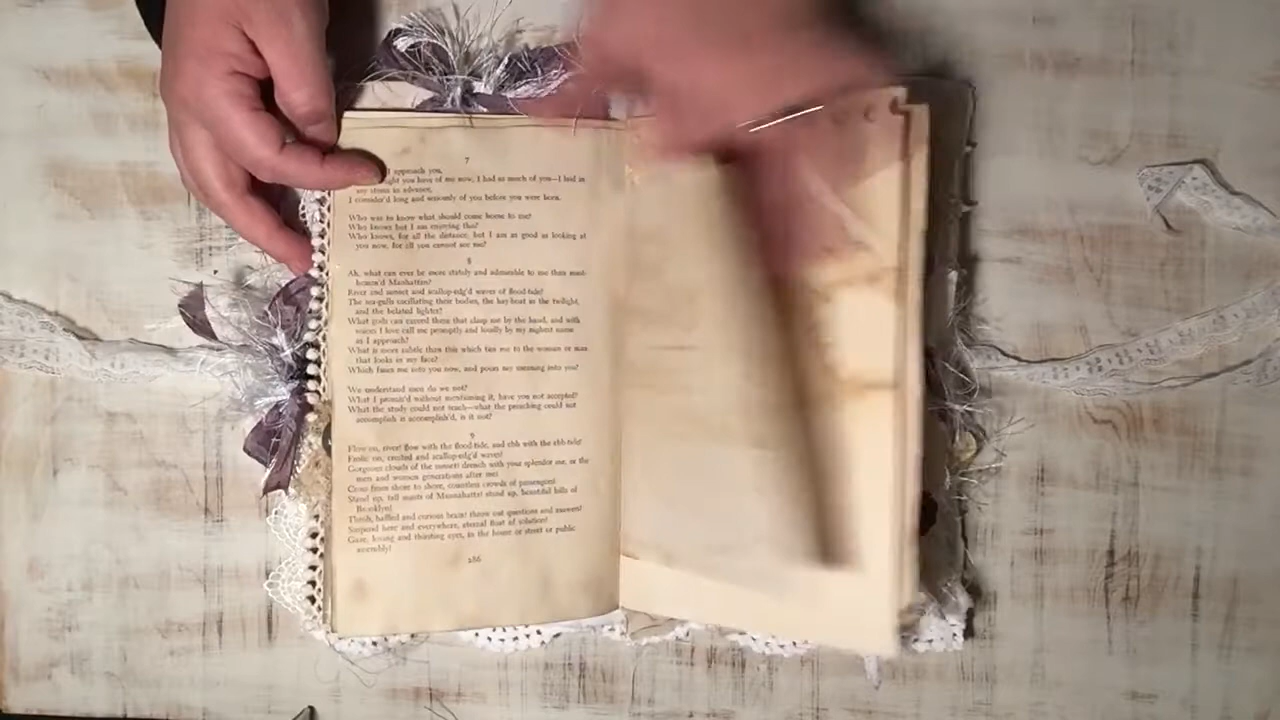 7
approach you,
you have of me now, I had as much of you—I laid in
my stores in advance,
I consider'd long and seriously of you before you were born.
Who was to know what should come home to me?
Who knows but I am enjoying this?
Who knows, for all the distance, but I am as good as looking at
you now, for all you cannot see me?
8
Ah, what can ever be more stately and admirable to me than mast-
hemm'd Manhattan?
River and sunset and scallop-edg'd waves of flood-tide?
The sea-gulls oscillating their bodies, the hay-boat in the twilight,
and the belated lighter?
What gods can exceed these that clasp me by the hand, and with
voices I love call me promptly and loudly by my nighest name
as I approach?
What is more subtle than this which ties me to the woman or man
that looks in my face?
Which fuses me into you now, and pours my meaning into you?
We understand then do we not?
What I promis'd without mentioning it, have you not accepted?
What the study could not teach—what the preaching could not
accomplish is accomplish'd, is it not?
9
Flow on, river! flow with the flood-tide, and ebb with the ebb-tide!
Frolic on, crested and scallop-edg'd waves!
Gorgeous clouds of the sunset! drench with your splendor me, or the
men and women generations after me!
Cross from shore to shore, countless crowds of passengers!
Stand up, tall masts of Mannahatta! stand up, beautiful hills of
Brooklyn!
Throb, baffled and curious brain! throw out questions and answers!
Suspend here and everywhere, eternal float of solution!
Gaze, loving and thirsting eyes, in the house or street or public
assembly!
186